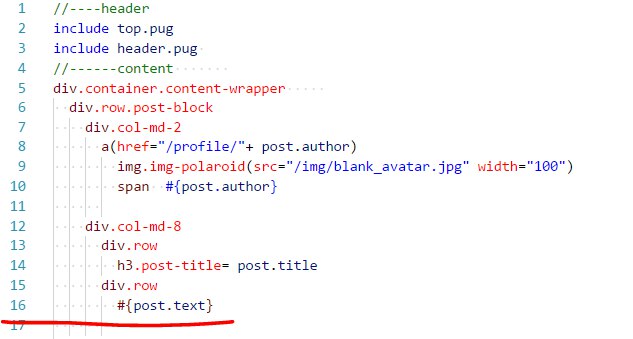 1 //----header
2 include top.pug
3 include header.pug
4 //------content
5 div.container.content-wrapper
6 div.row.post-block
7 div.col-md-2
8 a(href="/profile/"+ post.author)
9 img.img-polaroid(src="/img/blank_avatar.jpg" width="100")
10 span  #{post.author}
11
12 div.col-md-8
13 div.row
14 h3.post-title= post.title
15 div.row
16 #{post.text}
17